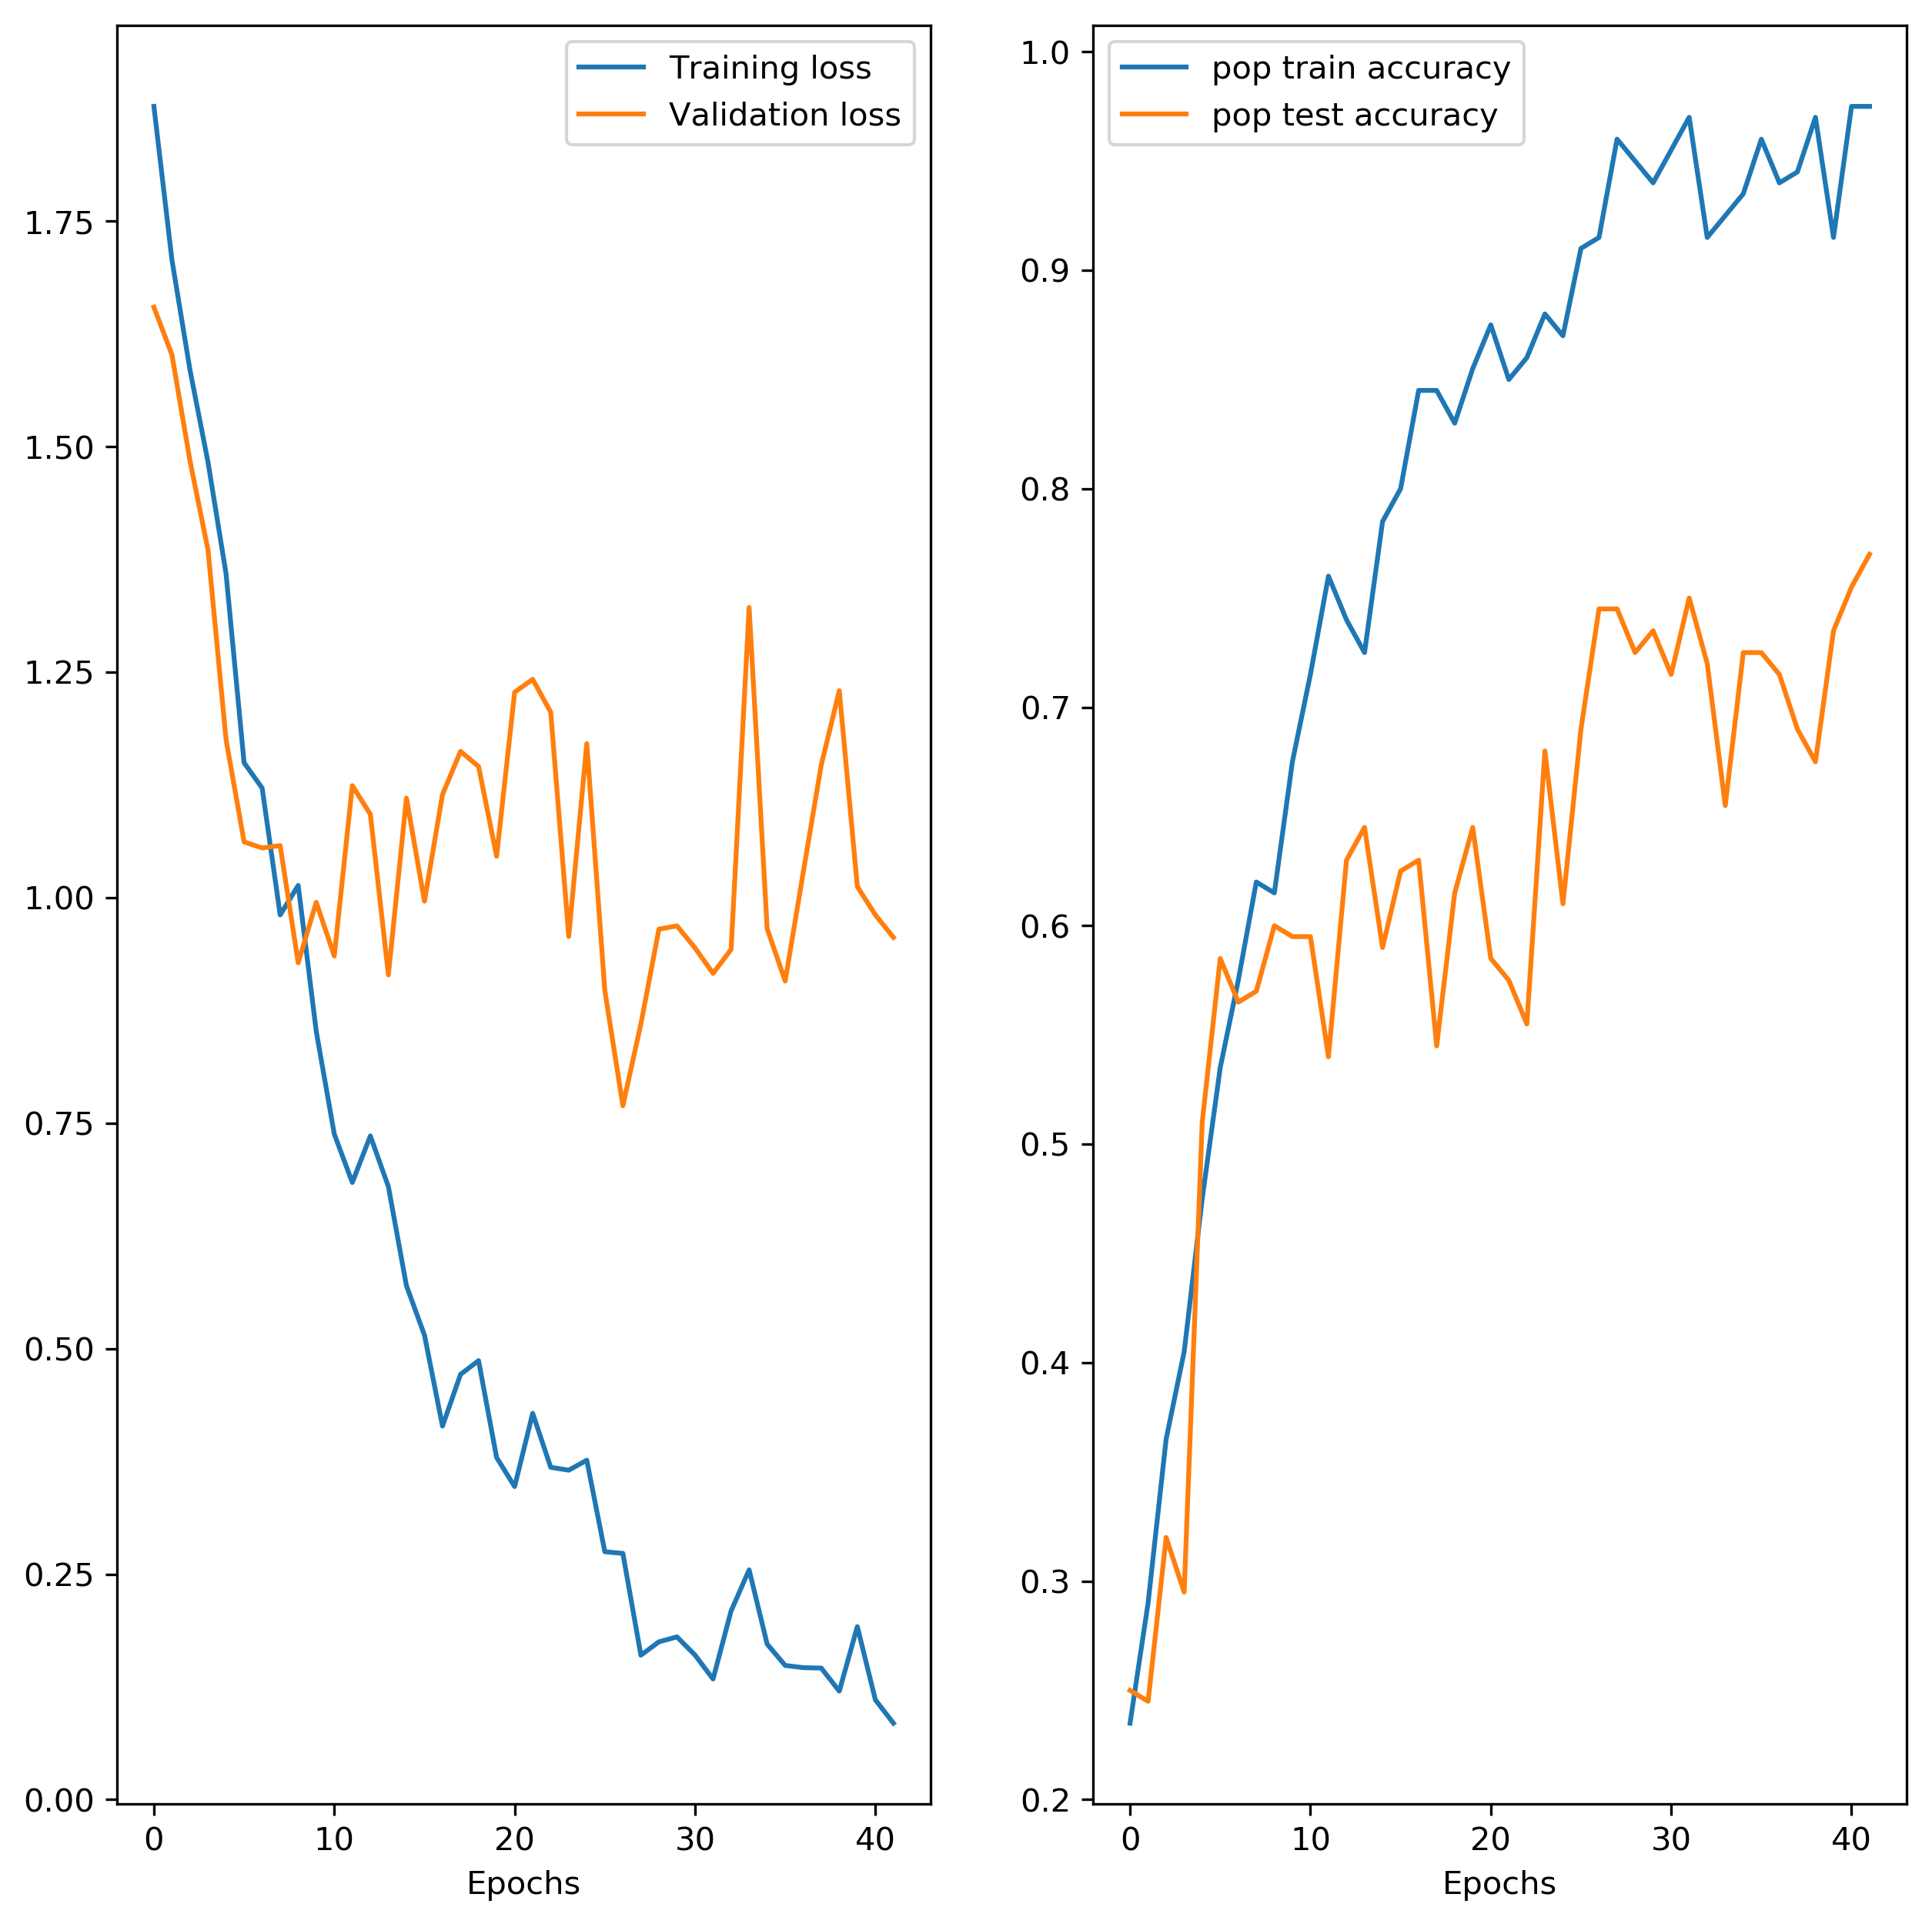 Training loss
Validation loss
1.75
1.50
1.25
1.00
0.75
0.50
0.25
0.00
0 10 20 30 40
Epochs
pop train accuracy
pop test accuracy
1.0
0.9
0.8
0.7
0.6
0.5
0.4
0.3
0.2
0 10 20 30 40
Epochs